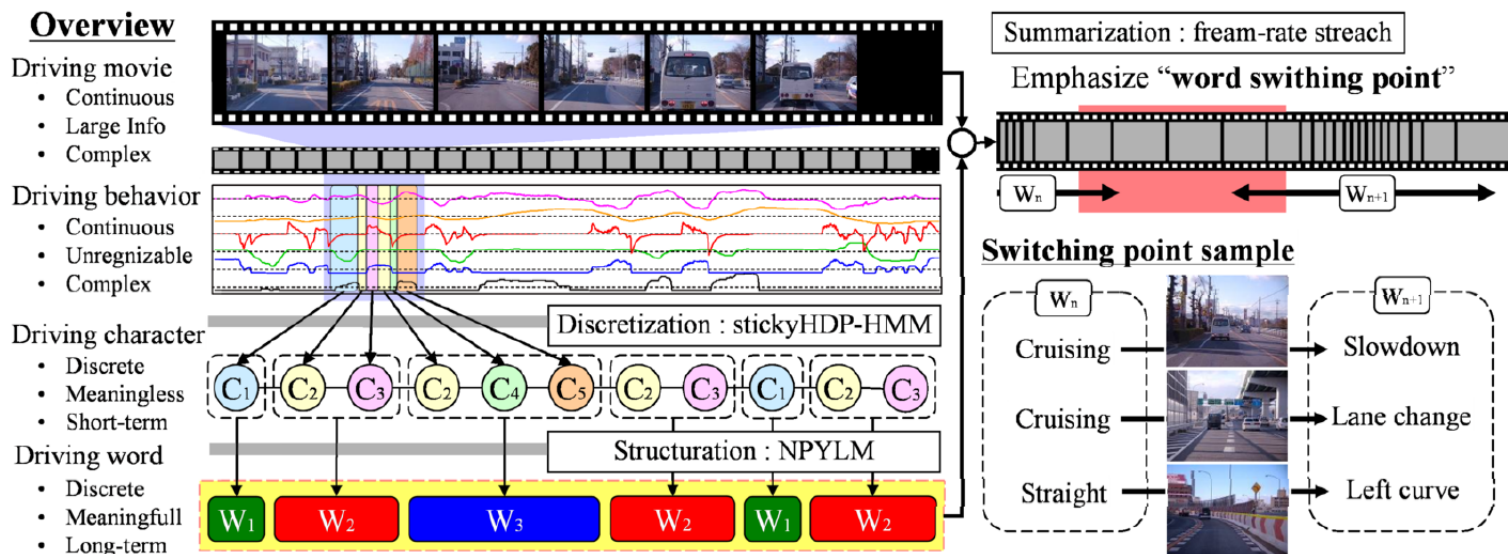 Overview
Driving movie
• Continuous
• Large Info
• Complex
Driving behavior
• Continuous
• Unregnizable
• Complex
Driving character
• Discrete
• Meaningless
• Short-term
Driving word
• Discrete
• Meaningfull
• Long-term
Discretization : stickyHDP-HMM
C1 C2 C3 C2 C4 C5 C2 C3 C1 C2 C3
Structuration : NPYLM
W1 W2 W3 W2 W1 W2
Summarization : fream-rate streach
Emphasize “word swithing point”
Wn Wn+1
Switching point sample
Wn Wn+1
Cruising Slowdown
Cruising Lane change
Straight Left curve